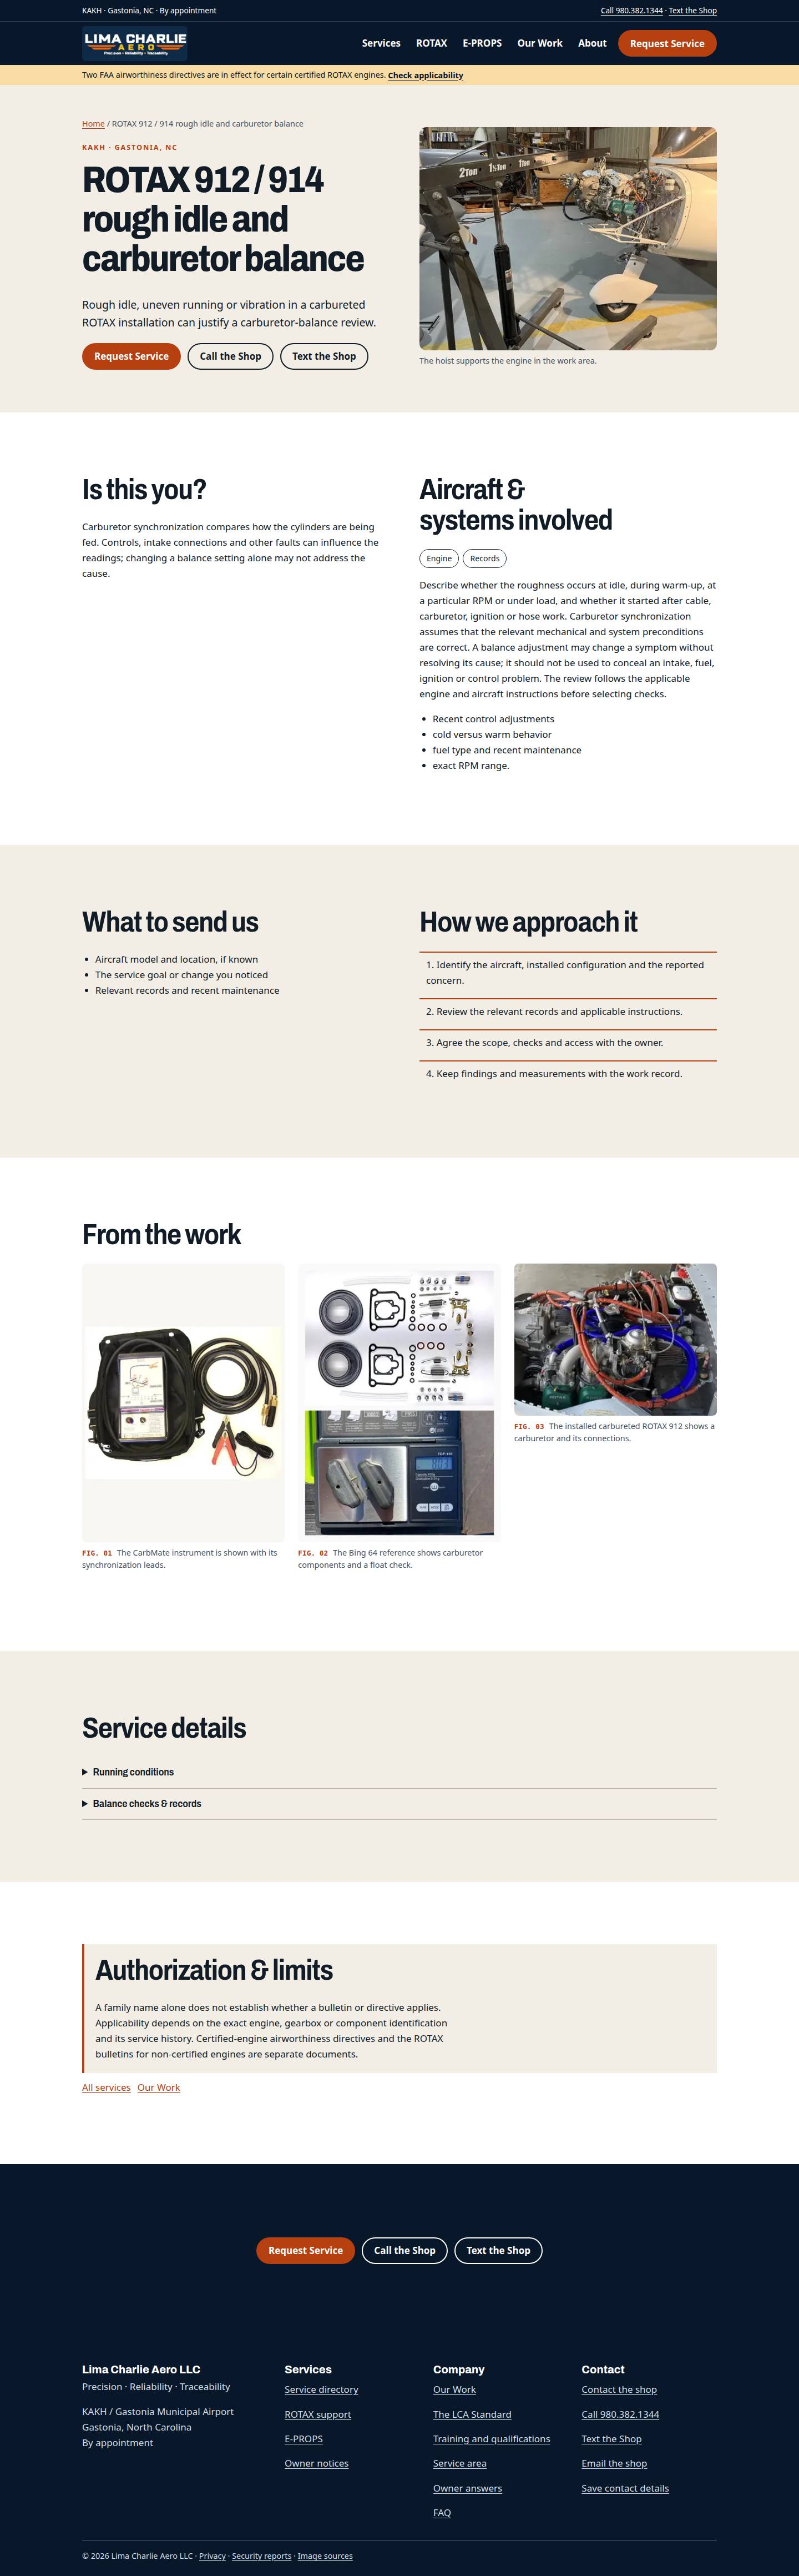 KAKH · Gastonia, NC · By appointment
Call 980.382.1344 · Text the Shop
LIMA CHARLIE
AERO
Precision · Reliability · Traceability
Services ROTAX E-PROPS Our Work About Request Service
Two FAA airworthiness directives are in effect for certain certified ROTAX engines. Check applicability
Home / ROTAX 912 / 914 rough idle and carburetor balance
KAKH · GASTONIA, NC
ROTAX 912 / 914
rough idle and
carburetor balance
Rough idle, uneven running or vibration in a carbureted
ROTAX installation can justify a carburetor-balance review.
Request Service Call the Shop Text the Shop
2Ton 1½Ton 1Ton
The hoist supports the engine in the work area.
Is this you?
Carburetor synchronization compares how the cylinders are being
fed. Controls, intake connections and other faults can influence the
readings; changing a balance setting alone may not address the
cause.
Aircraft &
systems involved
Engine Records
Describe whether the roughness occurs at idle, during warm-up, at
a particular RPM or under load, and whether it started after cable,
carburetor, ignition or hose work. Carburetor synchronization
assumes that the relevant mechanical and system preconditions
are correct. A balance adjustment may change a symptom without
resolving its cause; it should not be used to conceal an intake, fuel,
ignition or control problem. The review follows the applicable
engine and aircraft instructions before selecting checks.
• Recent control adjustments
• cold versus warm behavior
• fuel type and recent maintenance
• exact RPM range.
What to send us
• Aircraft model and location, if known
• The service goal or change you noticed
• Relevant records and recent maintenance
How we approach it
1. Identify the aircraft, installed configuration and the reported
concern.
2. Review the relevant records and applicable instructions.
3. Agree the scope, checks and access with the owner.
4. Keep findings and measurements with the work record.
From the work
FIG. 01 The CarbMate instrument is shown with its
synchronization leads.
FIG. 02 The Bing 64 reference shows carburetor
components and a float check.
FIG. 03 The installed carbureted ROTAX 912 shows a
carburetor and its connections.
Service details
Running conditions
Balance checks & records
Authorization & limits
A family name alone does not establish whether a bulletin or directive applies.
Applicability depends on the exact engine, gearbox or component identification
and its service history. Certified-engine airworthiness directives and the ROTAX
bulletins for non-certified engines are separate documents.
All services Our Work
Request Service Call the Shop Text the Shop
Lima Charlie Aero LLC
Precision · Reliability · Traceability
KAKH / Gastonia Municipal Airport
Gastonia, North Carolina
By appointment
Services
Service directory
ROTAX support
E-PROPS
Owner notices
Company
Our Work
The LCA Standard
Training and qualifications
Service area
Owner answers
FAQ
Contact
Contact the shop
Call 980.382.1344
Text the Shop
Email the shop
Save contact details
© 2026 Lima Charlie Aero LLC · Privacy · Security reports · Image sources